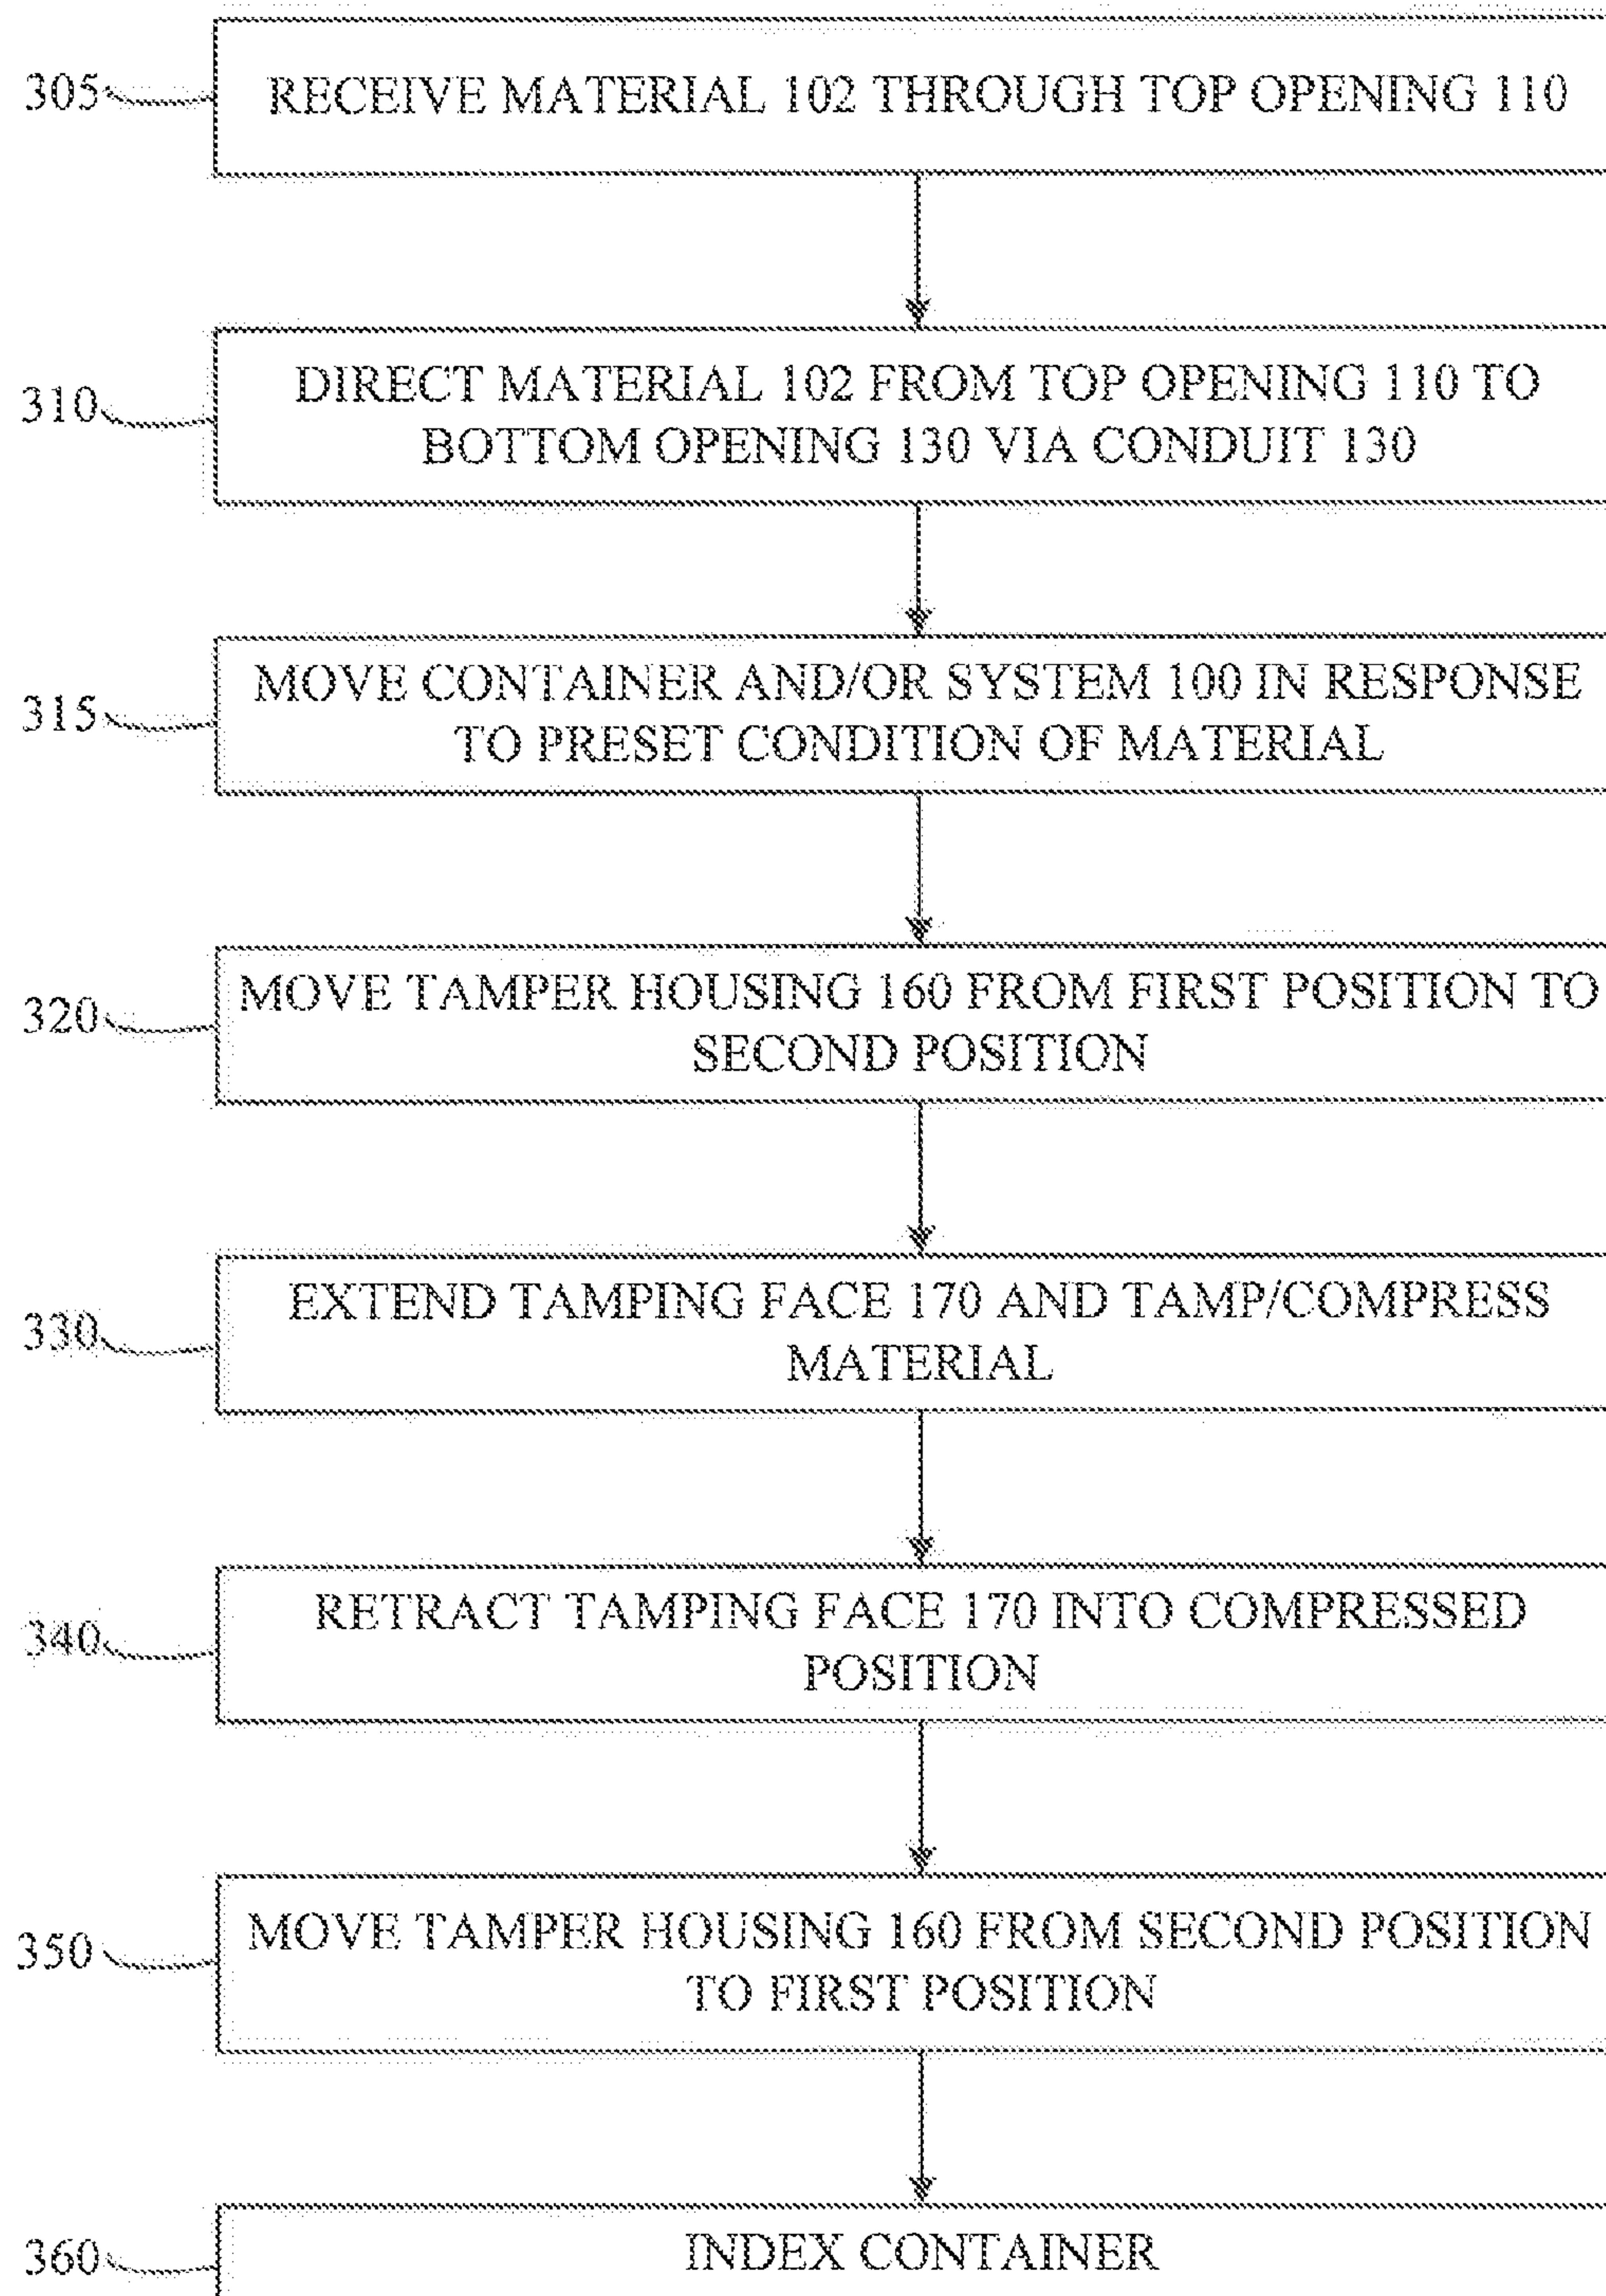 305
RECEIVE MATERIAL 102 THROUGH TOP OPENING 110
310
DIRECT MATERIAL 102 FROM TOP OPENING 110 TO
BOTTOM OPENING 130 VIA CONDUIT 130
315
MOVE CONTAINER AND/OR SYSTEM 100 IN RESPONSE
TO PRESET CONDITION OF MATERIAL
320
MOVE TAMPER HOUSING 160 FROM FIRST POSITION TO
SECOND POSITION
330
EXTEND TAMPING FACE 170 AND TAMP/COMPRESS
MATERIAL
340
RETRACT TAMPING FACE 170 INTO COMPRESSED
POSITION
350
MOVE TAMPER HOUSING 160 FROM SECOND POSITION
TO FIRST POSITION
360
INDEX CONTAINER